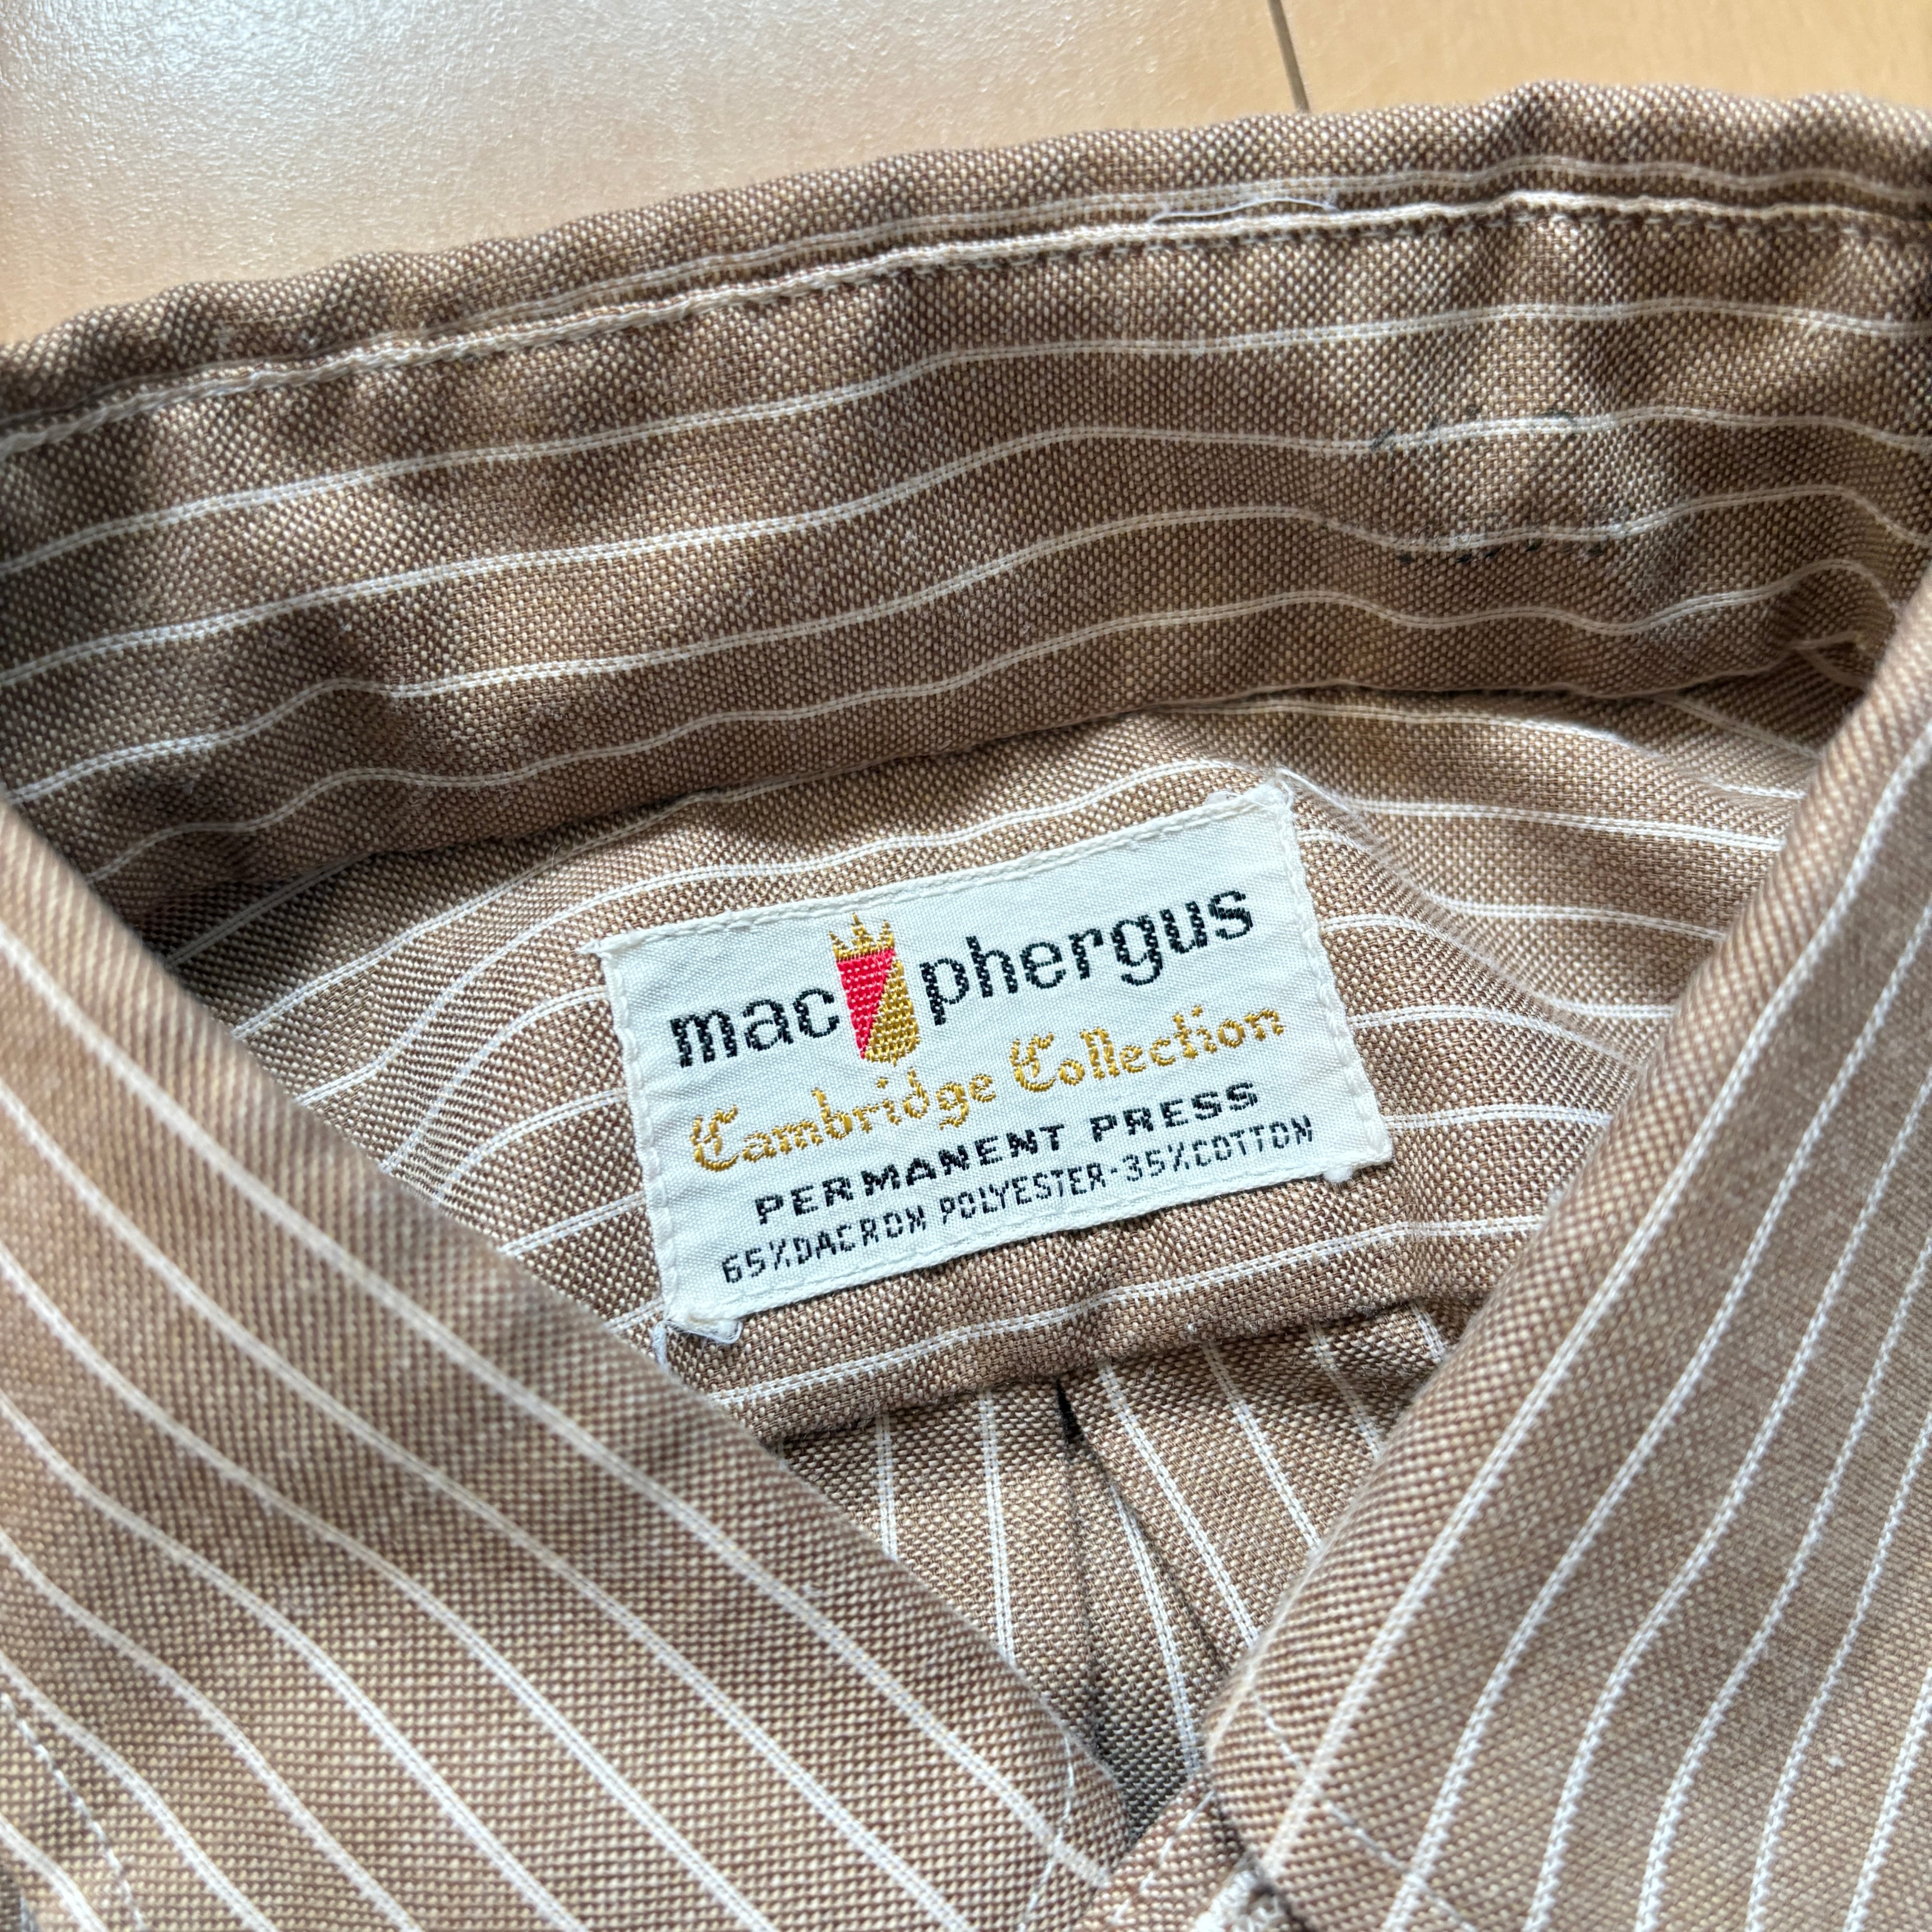 mac phergus
Cambridge Collection
PERMANENT PRESS
65%DACRON POLYESTER-35%COTTON